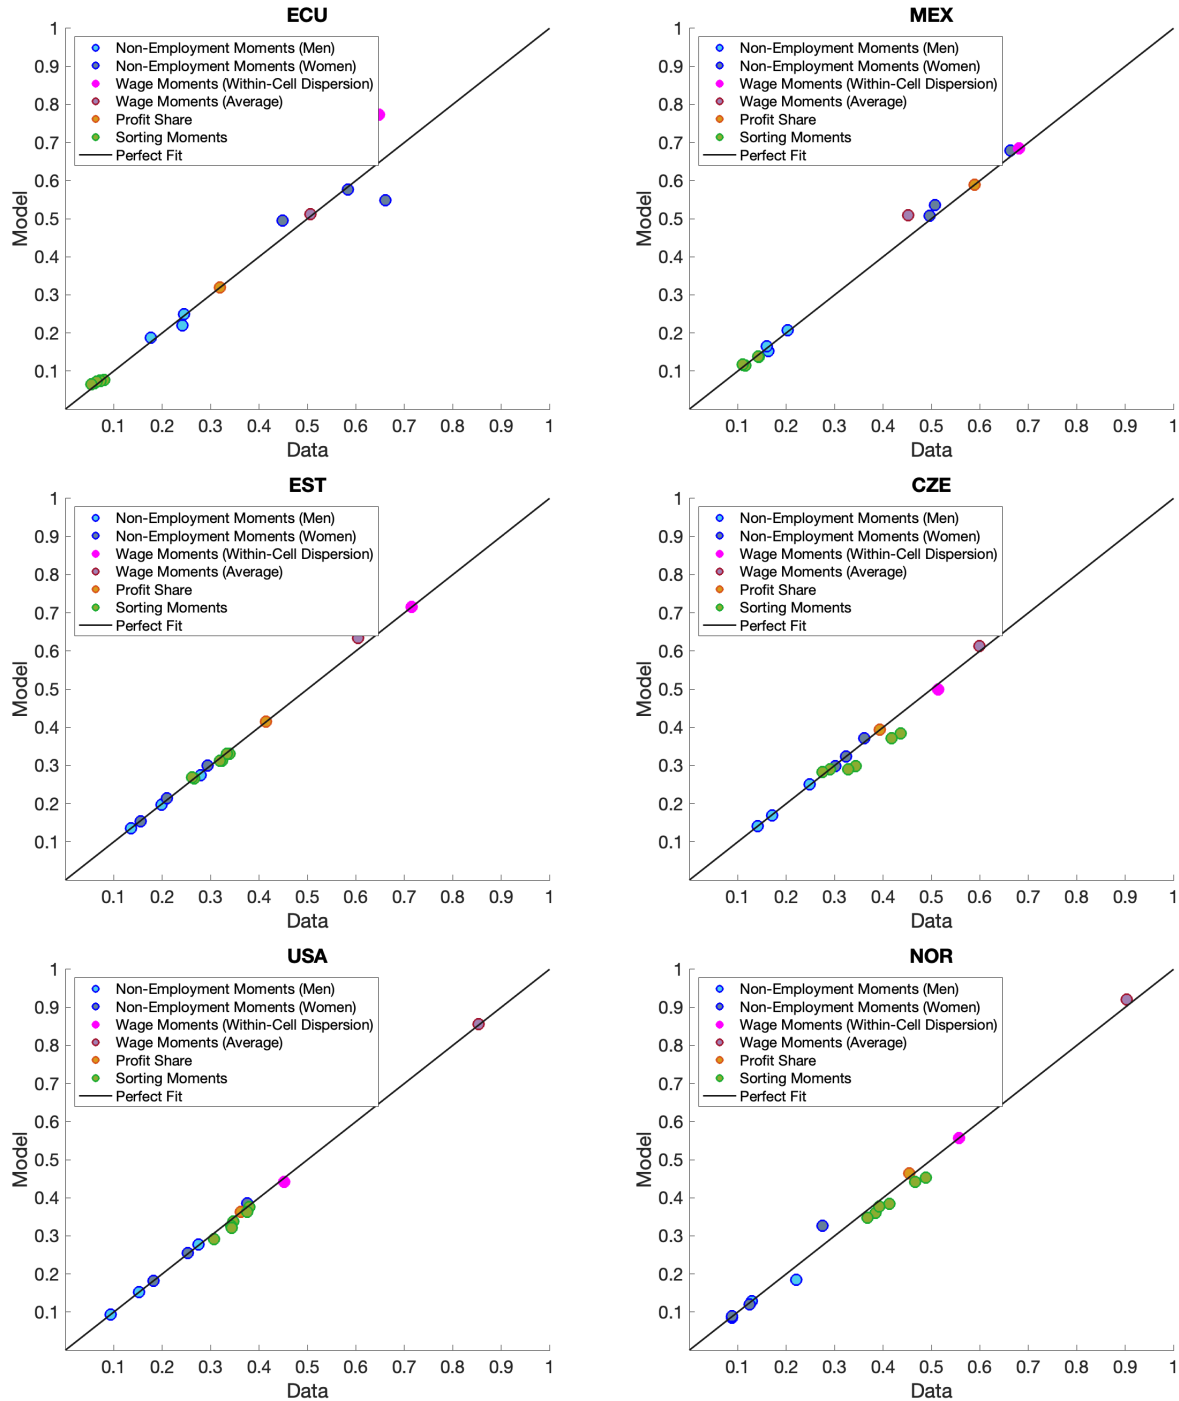 ECU
1
0.9
0.8
0.7
0.6
0.5
0.4
0.3
0.2
0.1
Model
Non-Employment Moments (Men)
Non-Employment Moments (Women)
Wage Moments (Within-Cell Dispersion)
Wage Moments (Average)
Profit Share
Sorting Moments
Perfect Fit
0.1 0.2 0.3 0.4 0.5 0.6 0.7 0.8 0.9 1
Data
MEX
1
0.9
0.8
0.7
0.6
0.5
0.4
0.3
0.2
0.1
Model
Non-Employment Moments (Men)
Non-Employment Moments (Women)
Wage Moments (Within-Cell Dispersion)
Wage Moments (Average)
Profit Share
Sorting Moments
Perfect Fit
0.1 0.2 0.3 0.4 0.5 0.6 0.7 0.8 0.9 1
Data
EST
1
0.9
0.8
0.7
0.6
0.5
0.4
0.3
0.2
0.1
Model
Non-Employment Moments (Men)
Non-Employment Moments (Women)
Wage Moments (Within-Cell Dispersion)
Wage Moments (Average)
Profit Share
Sorting Moments
Perfect Fit
0.1 0.2 0.3 0.4 0.5 0.6 0.7 0.8 0.9 1
Data
CZE
1
0.9
0.8
0.7
0.6
0.5
0.4
0.3
0.2
0.1
Model
Non-Employment Moments (Men)
Non-Employment Moments (Women)
Wage Moments (Within-Cell Dispersion)
Wage Moments (Average)
Profit Share
Sorting Moments
Perfect Fit
0.1 0.2 0.3 0.4 0.5 0.6 0.7 0.8 0.9 1
Data
USA
1
0.9
0.8
0.7
0.6
0.5
0.4
0.3
0.2
0.1
Model
Non-Employment Moments (Men)
Non-Employment Moments (Women)
Wage Moments (Within-Cell Dispersion)
Wage Moments (Average)
Profit Share
Sorting Moments
Perfect Fit
0.1 0.2 0.3 0.4 0.5 0.6 0.7 0.8 0.9 1
Data
NOR
1
0.9
0.8
0.7
0.6
0.5
0.4
0.3
0.2
0.1
Model
Non-Employment Moments (Men)
Non-Employment Moments (Women)
Wage Moments (Within-Cell Dispersion)
Wage Moments (Average)
Profit Share
Sorting Moments
Perfect Fit
0.1 0.2 0.3 0.4 0.5 0.6 0.7 0.8 0.9 1
Data